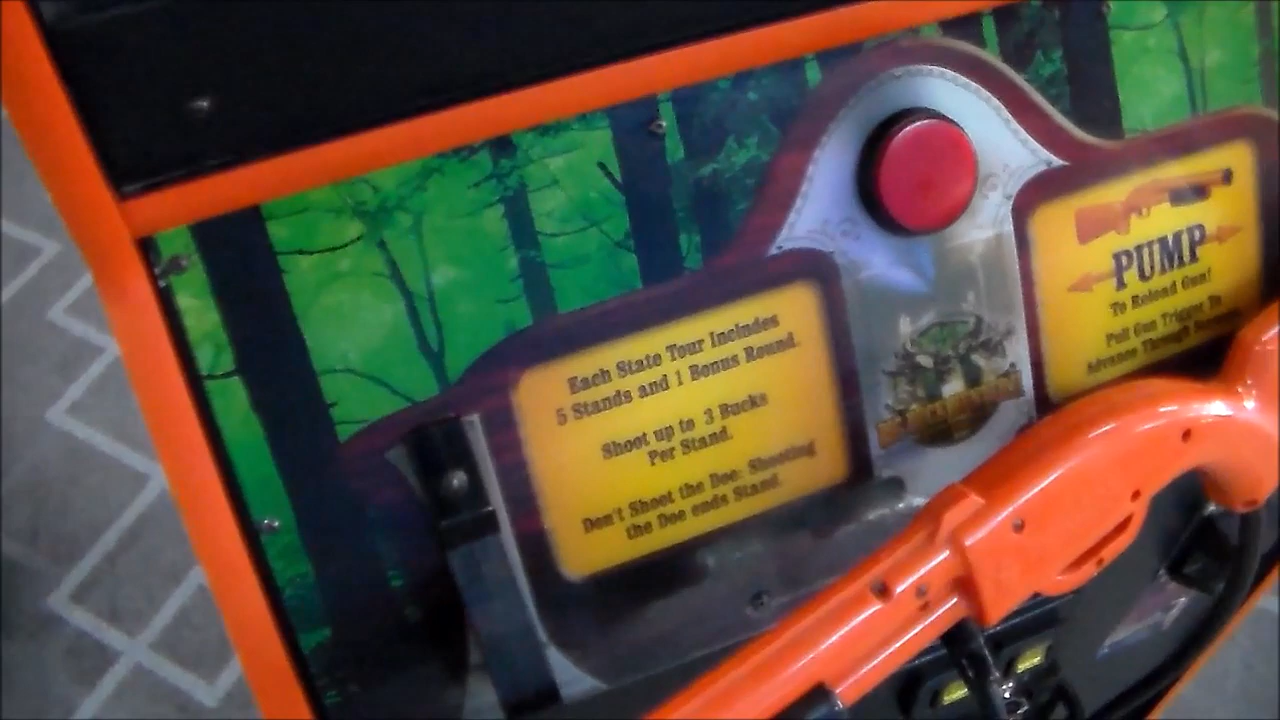 Each State Tour Includes
5 Stands and 1 Bonus Round.
Shoot up to 3 Bucks
Per Stand.
Don't Shoot the Doe: Shooting
the Doe ends Stand.
PUMP
To Reload Gun!
Pull Gun Trigger To
Advance Through